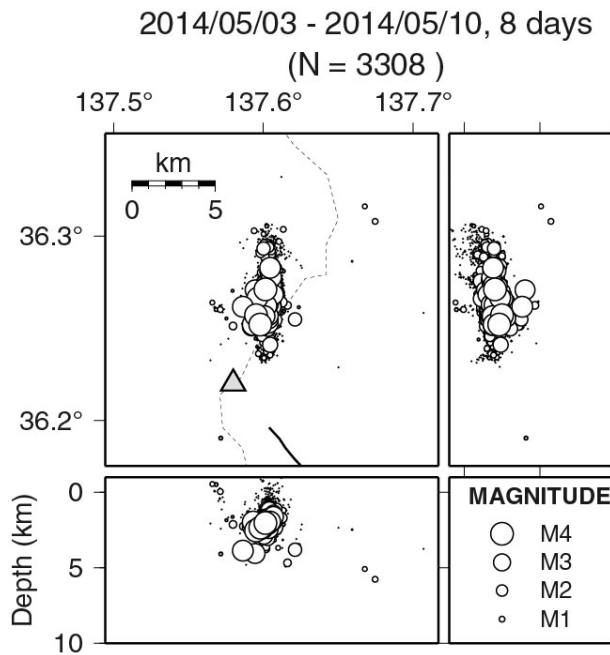 2014/05/03 - 2014/05/10, 8 days
(N = 3308 )
137.5° 137.6° 137.7°
km
0 5
36.3°
36.2°
0
5
10
Depth (km)
MAGNITUDE
M4
M3
M2
M1